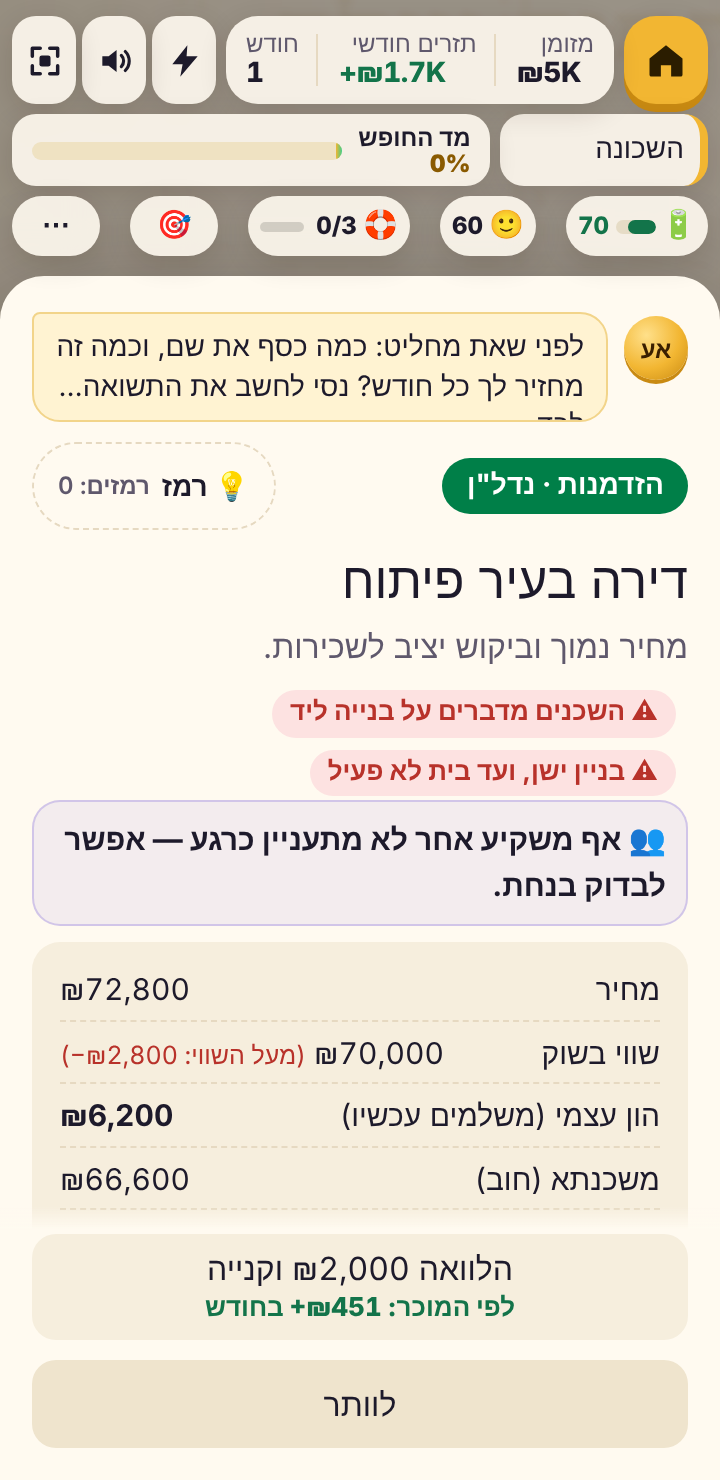 מזומן
₪5K
תזרים חודשי
+₪1.7K
חודש
1
השכונה
מד החופש
0%
70
60
0/3
⋯
אע
לפני שאת מחליט: כמה כסף את שם, וכמה זה
מחזיר לך כל חודש? נסי לחשב את התשואה...
הזדמנות · נדל"ן
רמז רמזים: 0
דירה בעיר פיתוח
מחיר נמוך וביקוש יציב לשכירות.
⚠ השכנים מדברים על בנייה ליד
⚠ בניין ישן, ועד בית לא פעיל
אף משקיע אחר לא מתעניין כרגע — אפשר
לבדוק בנחת.
מחיר ₪72,800
שווי בשוק ₪70,000 (מעל השווי: ₪2,800−)
הון עצמי (משלמים עכשיו) ₪6,200
משכנתא (חוב) ₪66,600
הלוואה ₪2,000 וקנייה
לפי המוכר: ₪451+ בחודש
לוותר